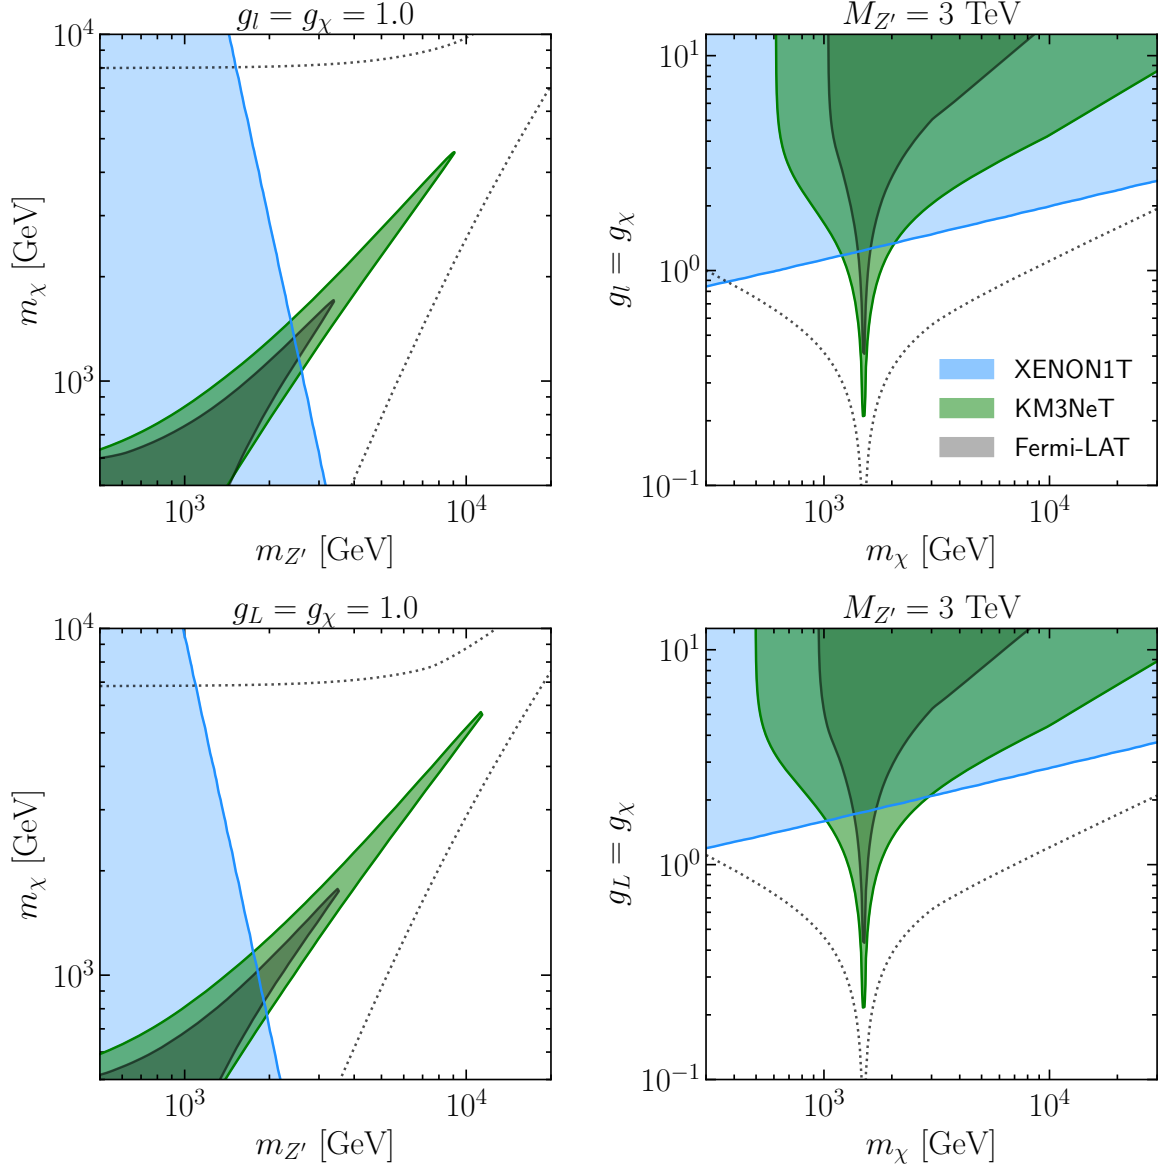 g_l = g_χ = 1.0
10^4
10^3
m_χ [GeV]
10^3 10^4
m_{Z'} [GeV]
M_{Z'} = 3 TeV
10^1
10^0
10^{-1}
g_l = g_χ
XENON1T
KM3NeT
Fermi-LAT
10^3 10^4
m_χ [GeV]
g_L = g_χ = 1.0
10^4
10^3
m_χ [GeV]
10^3 10^4
m_{Z'} [GeV]
M_{Z'} = 3 TeV
10^1
10^0
10^{-1}
g_L = g_χ
10^3 10^4
m_χ [GeV]